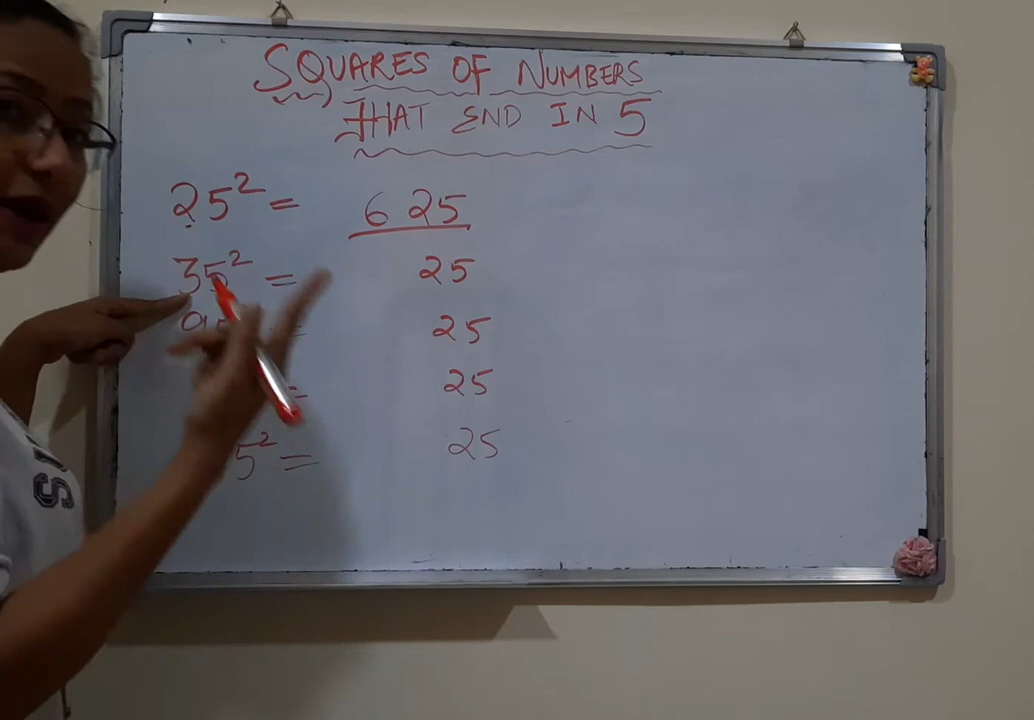 SQUARES OF NUMBERS
THAT END IN 5
25² = 625
35² = 25
= 25
= 25
5² = 25